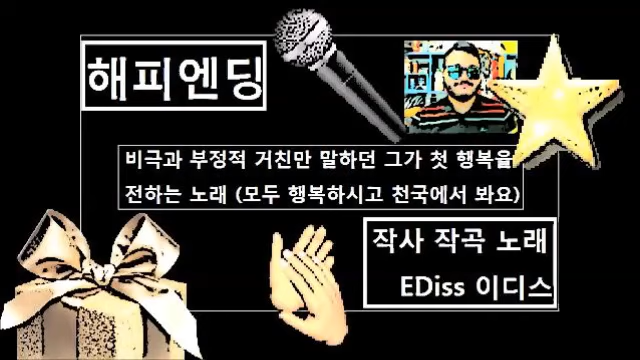 해피엔딩
비극과 부정적 거친만 말하던 그가 첫 행복을
전하는 노래 (모두 행복하시고 천국에서 봐요)
작사 작곡 노래
EDiss 이디스